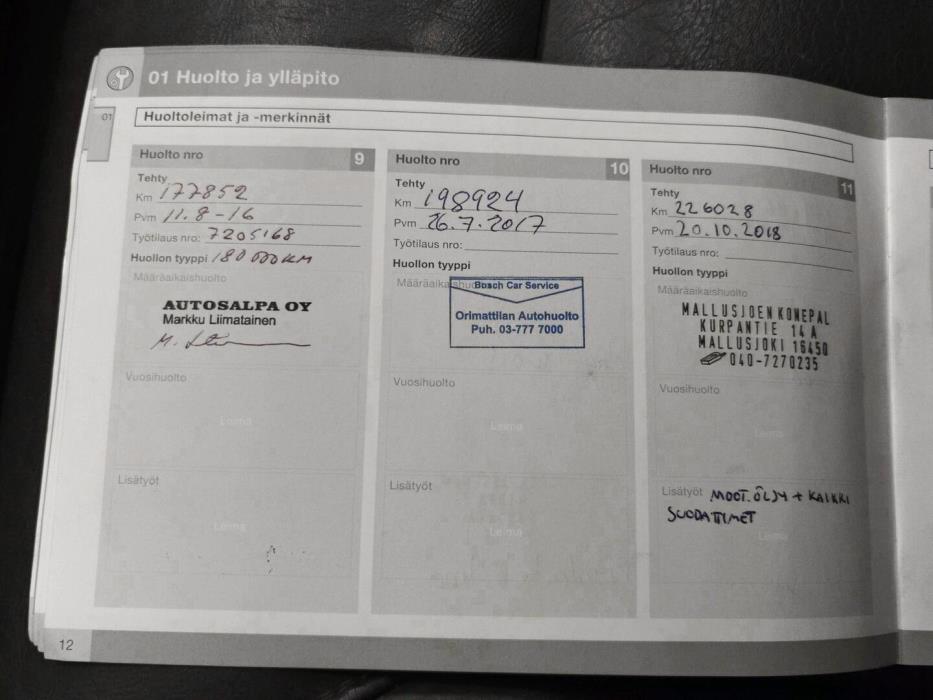 01 Huolto ja ylläpito
01
Huoltoleimat ja -merkinnät
Huolto nro 9
Tehty
Km 177852
Pvm 11.8-16
Työtilaus nro: 7205168
Huollon tyyppi 180 000 KM
Määräaikaishuolto
AUTOSALPA OY
Markku Liimatainen
Vuosihuolto
Leima
Lisätyöt
Leima
Huolto nro 10
Tehty
Km 198924
Pvm 26.7.2017
Työtilaus nro:
Huollon tyyppi
Bosch Car Service
Orimattilan Autohuolto
Puh. 03-777 7000
Vuosihuolto
Leima
Lisätyöt
Leima
Huolto nro 11
Tehty
Km 226028
Pvm 20.10.2018
Työtilaus nro:
Huollon tyyppi
Määräaikaishuolto
MALLUSJOEN KONEPAL
KURPANTIE 14 A
MALLUSJOKI 16450
040-7270235
Vuosihuolto
Leima
Lisätyöt MOOT.ÖLJY + KAIKKI
SUODATTIMET
Leima
12